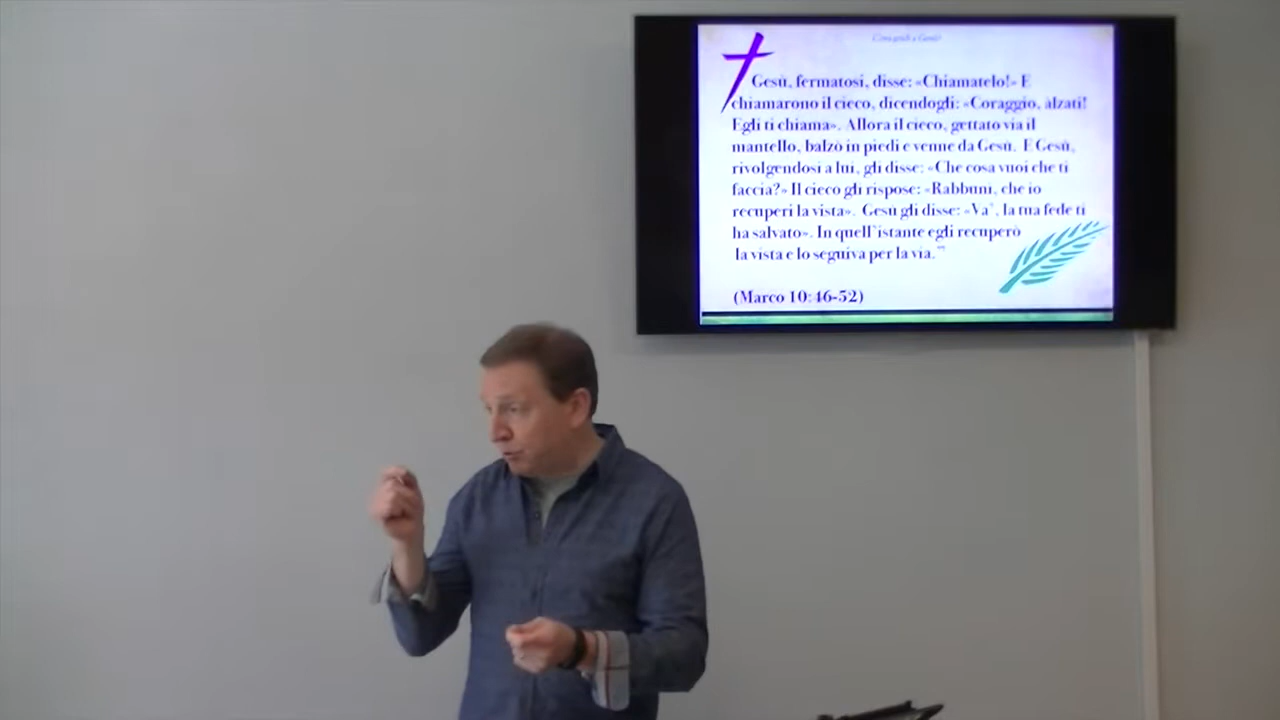 Gesù, fermatosi, disse: «Chiamatelo!» E
chiamarono il cieco, dicendogli: «Coraggio, àlzati!
Egli ti chiama». Allora il cieco, gettato via il
mantello, balzò in piedi e venne da Gesù. E Gesù,
rivolgendosi a lui, gli disse: «Che cosa vuoi che ti
faccia?» Il cieco gli rispose: «Rabbunì, che io
recuperi la vista». Gesù gli disse: «Va', la tua fede ti
ha salvato». In quell'istante egli recuperò
la vista e lo seguiva per la via.”
(Marco 10:46-52)